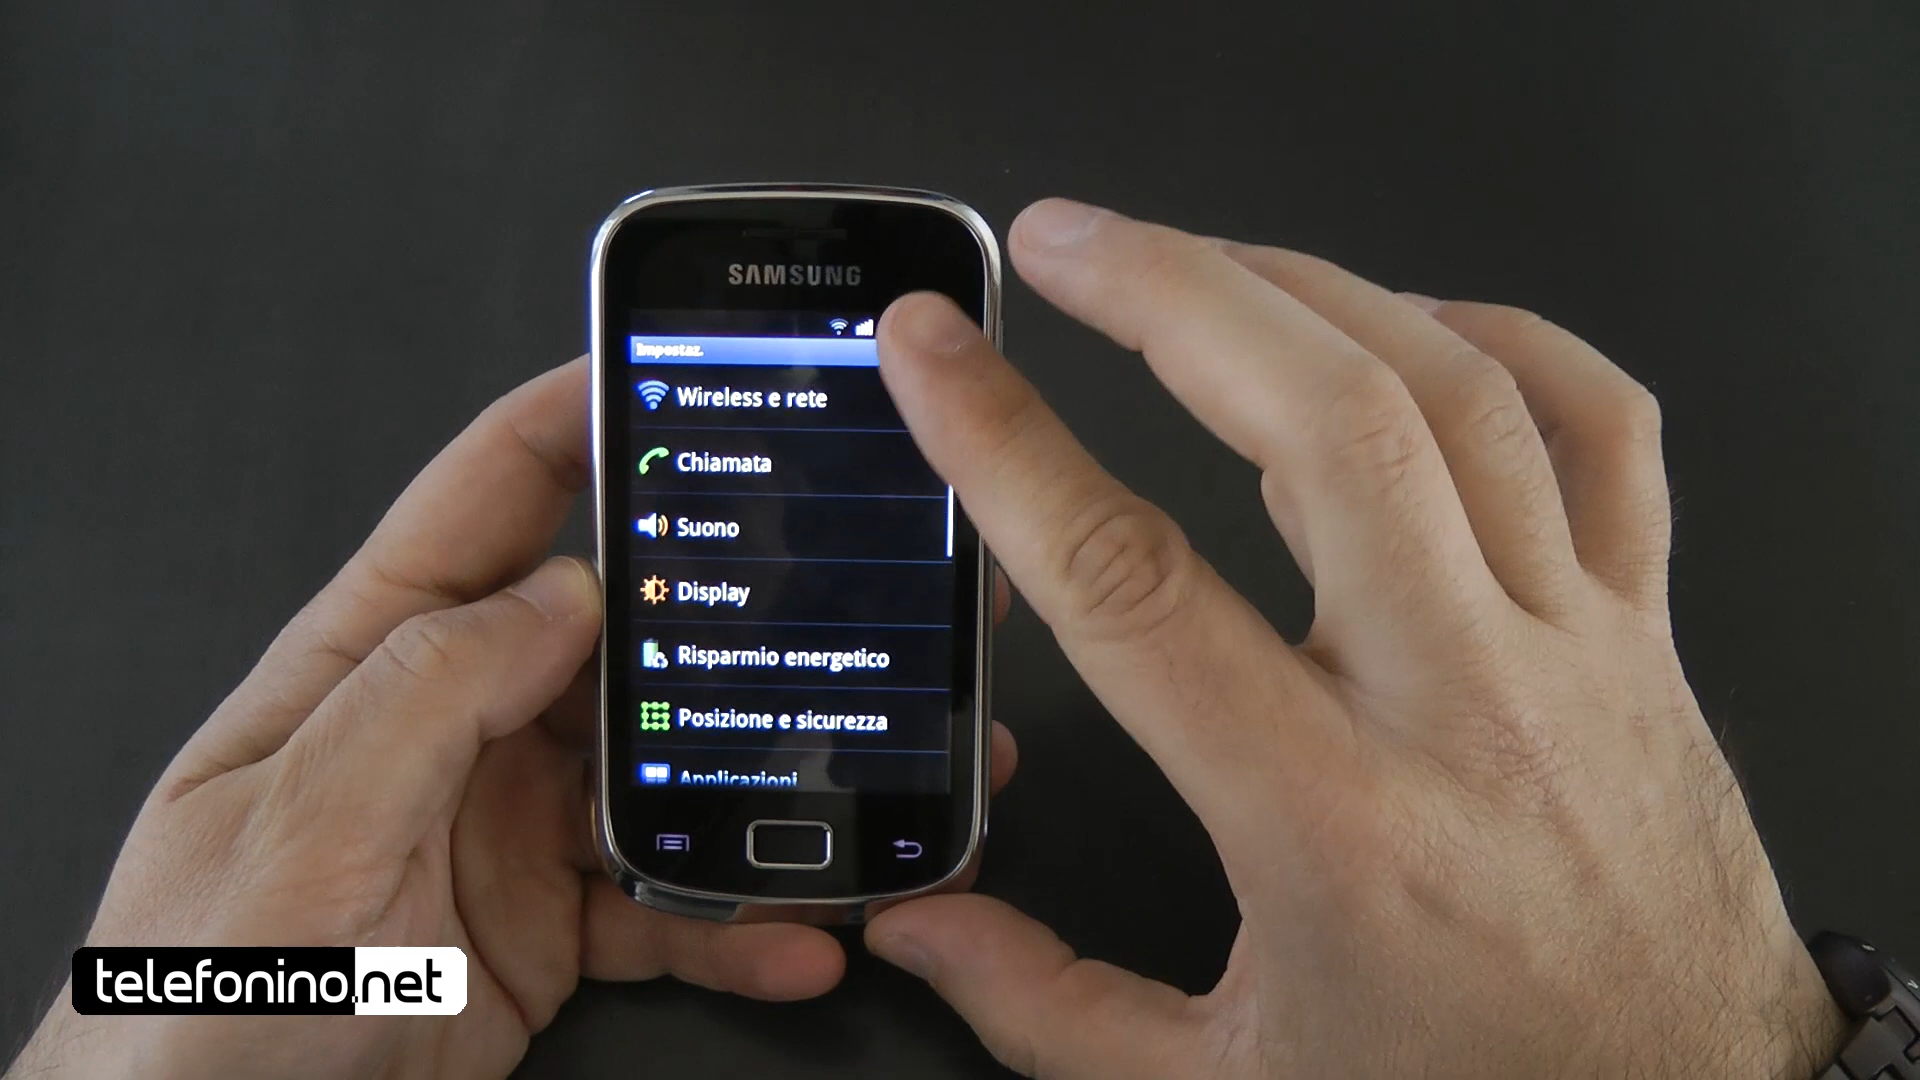 SAMSUNG
Impostaz.
Wireless e rete
Chiamata
Suono
Display
Risparmio energetico
Posizione e sicurezza
Applicazioni
telefonino.net